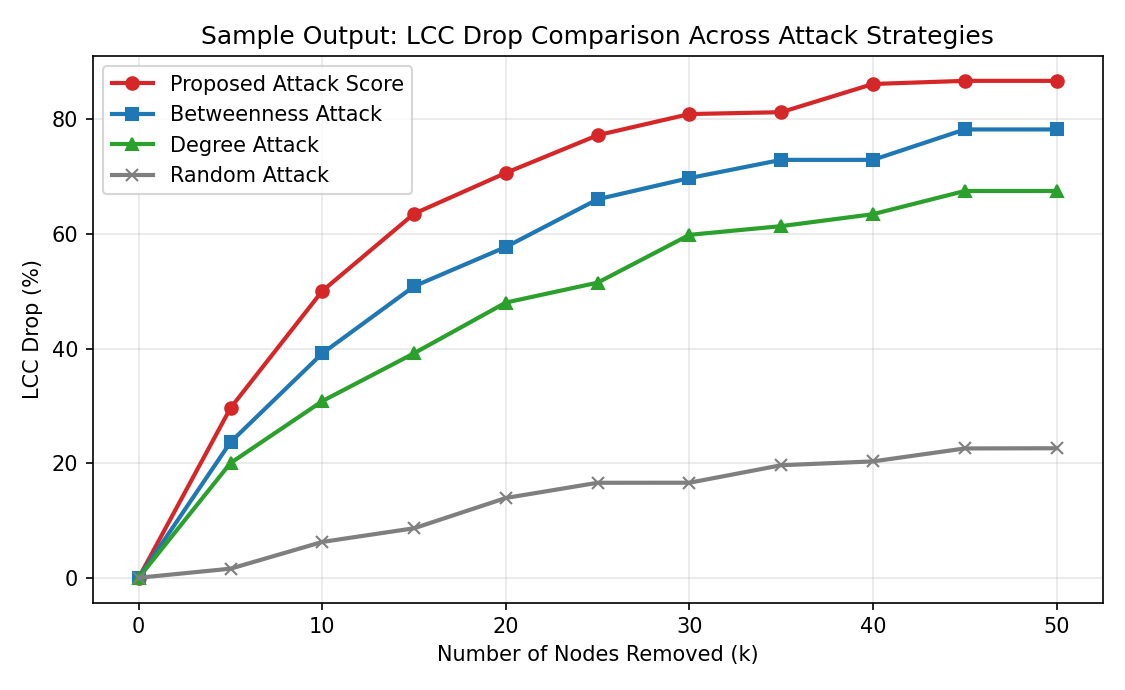 Sample Output: LCC Drop Comparison Across Attack Strategies
Proposed Attack Score
Betweenness Attack
Degree Attack
Random Attack
LCC Drop (%)
80
60
40
20
0
0 10 20 30 40 50
Number of Nodes Removed (k)